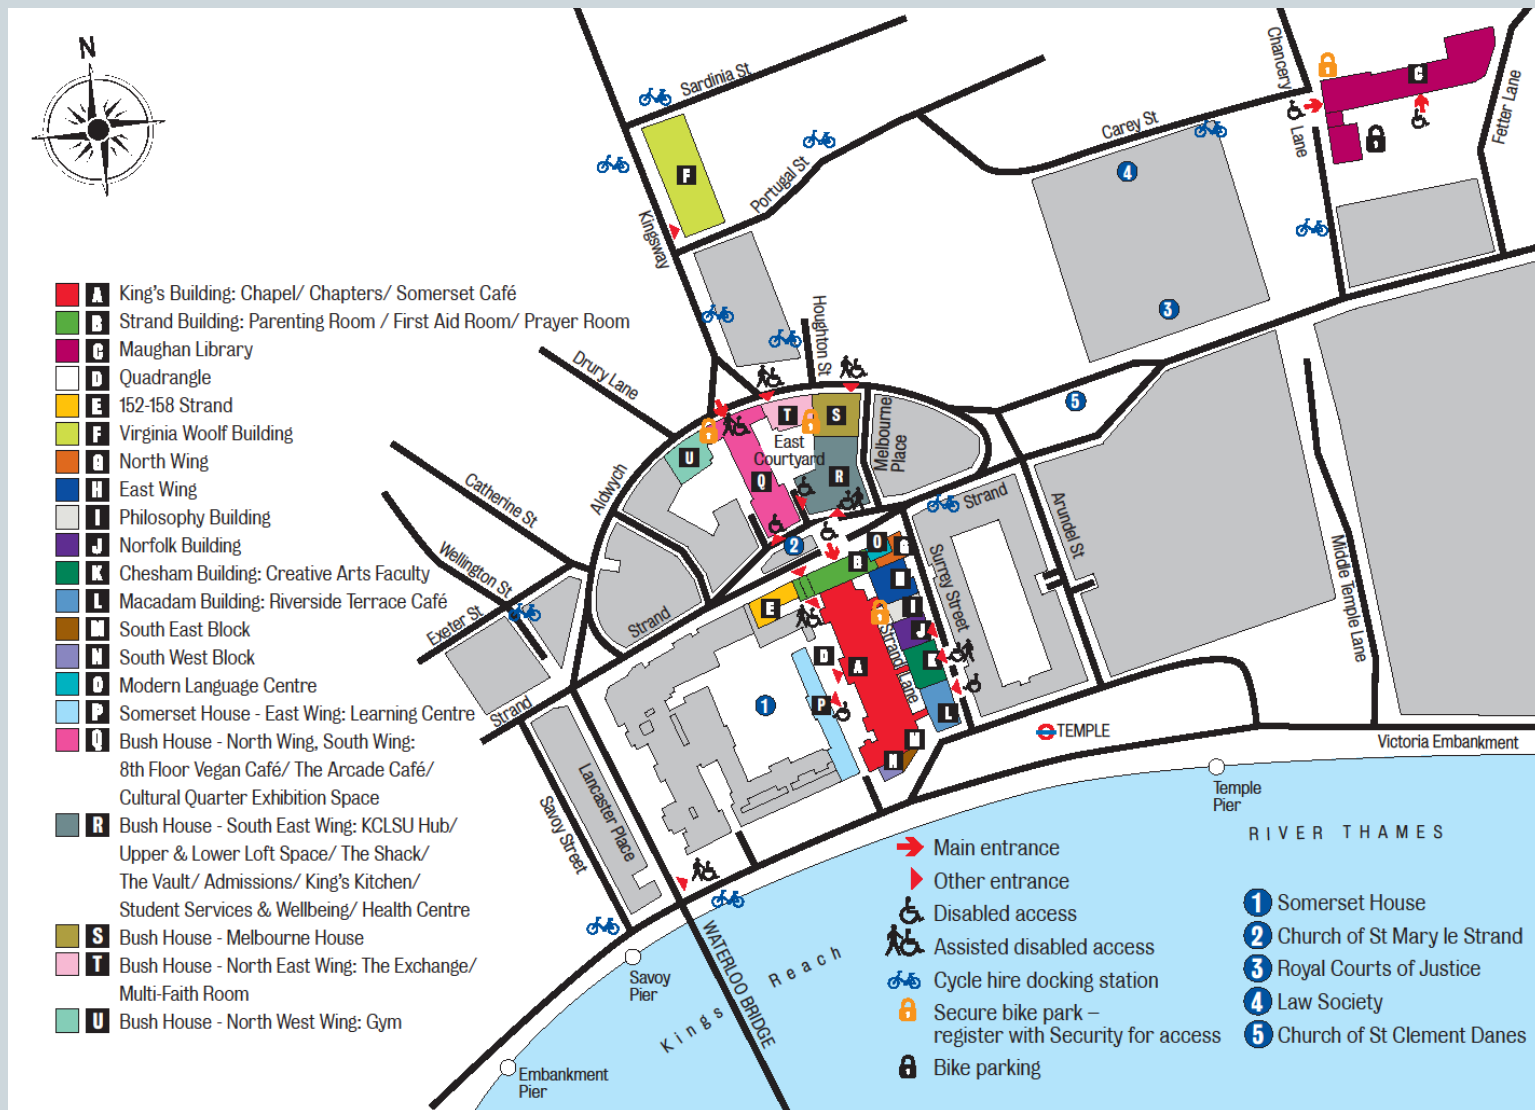 N
Sardinia St
Kingsway
Portugal St
Carey St
Chancery
Lane
Fetter Lane
C
F
4
3
5
Houghton St
Drury Lane
Aldwych
Catherine St
Wellington St
Exeter St
Strand
Strand
Strand
Melbourne
Place
East
Courtyard
T
S
U
Q
R
2
O
B
E
D
A
P
J
L
1
Surrey Street
Strand Lane
Arundel St
Middle Temple Lane
Savoy Street
Lancaster Place
TEMPLE
Victoria Embankment
Temple
Pier
RIVER THAMES
Savoy
Pier
Embankment
Pier
WATERLOO BRIDGE
Kings Reach
A King's Building: Chapel/ Chapters/ Somerset Café
B Strand Building: Parenting Room / First Aid Room/ Prayer Room
C Maughan Library
D Quadrangle
E 152-158 Strand
F Virginia Woolf Building
G North Wing
H East Wing
I Philosophy Building
J Norfolk Building
K Chesham Building: Creative Arts Faculty
L Macadam Building: Riverside Terrace Café
M South East Block
N South West Block
O Modern Language Centre
P Somerset House - East Wing: Learning Centre
Q Bush House - North Wing, South Wing:
8th Floor Vegan Café/ The Arcade Café/
Cultural Quarter Exhibition Space
R Bush House - South East Wing: KCLSU Hub/
Upper & Lower Loft Space/ The Shack/
The Vault/ Admissions/ King's Kitchen/
Student Services & Wellbeing/ Health Centre
S Bush House - Melbourne House
T Bush House - North East Wing: The Exchange/
Multi-Faith Room
U Bush House - North West Wing: Gym
Main entrance
Other entrance
Disabled access
Assisted disabled access
Cycle hire docking station
Secure bike park –
register with Security for access
Bike parking
1 Somerset House
2 Church of St Mary le Strand
3 Royal Courts of Justice
4 Law Society
5 Church of St Clement Danes